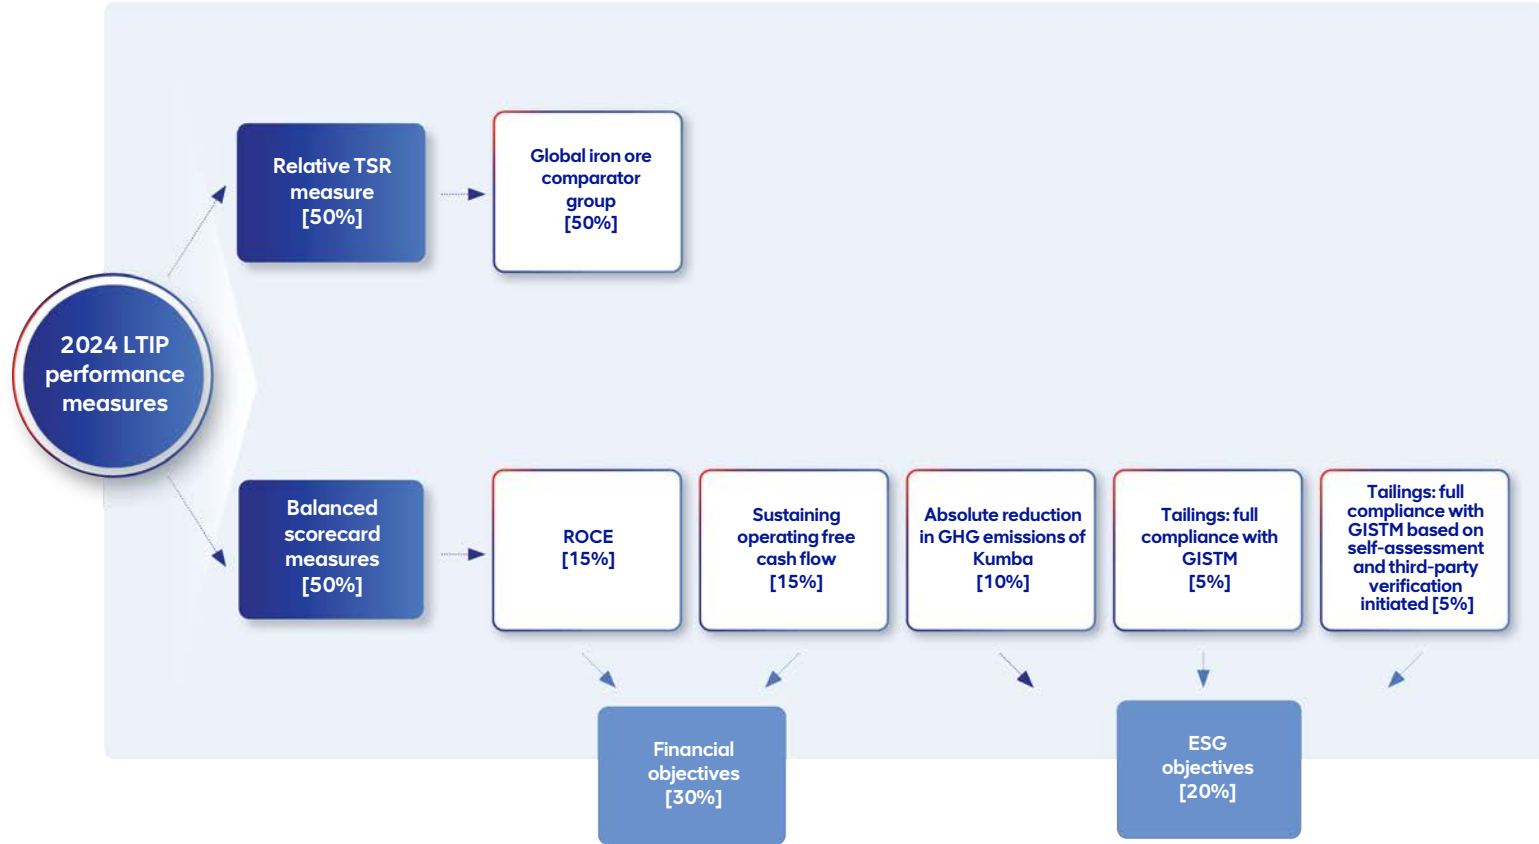 Relative TSR
measure
[50%]
Global iron ore
comparator
group
[50%]
2024 LTIP
performance
measures
Balanced
scorecard
measures
[50%]
ROCE
[15%]
Sustaining
operating free
cash flow
[15%]
Absolute reduction
in GHG emissions of
Kumba
[10%]
Tailings: full
compliance with
GISTM
[5%]
Tailings: full
compliance with
GISTM based on
self-assessment
and third-party
verification
initiated [5%]
Financial
objectives
[30%]
ESG
objectives
[20%]